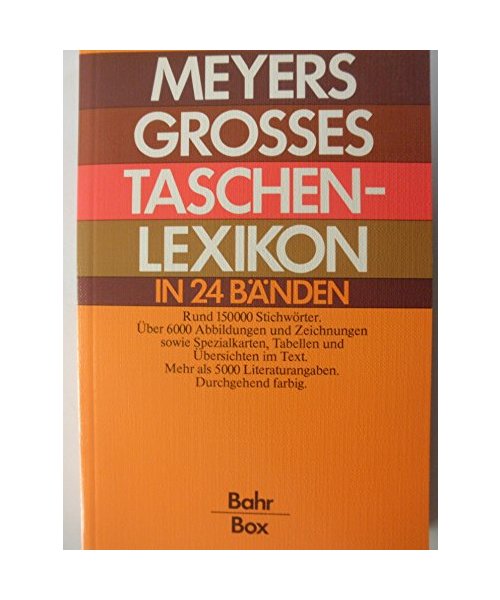 MEYERS
GROSSES
TASCHEN-
LEXIKON
IN 24 BÄNDEN
Rund 150000 Stichwörter.
Über 6000 Abbildungen und Zeichnungen
sowie Spezialkarten, Tabellen und
Übersichten im Text.
Mehr als 5000 Literaturangaben.
Durchgehend farbig.
Bahr
Box